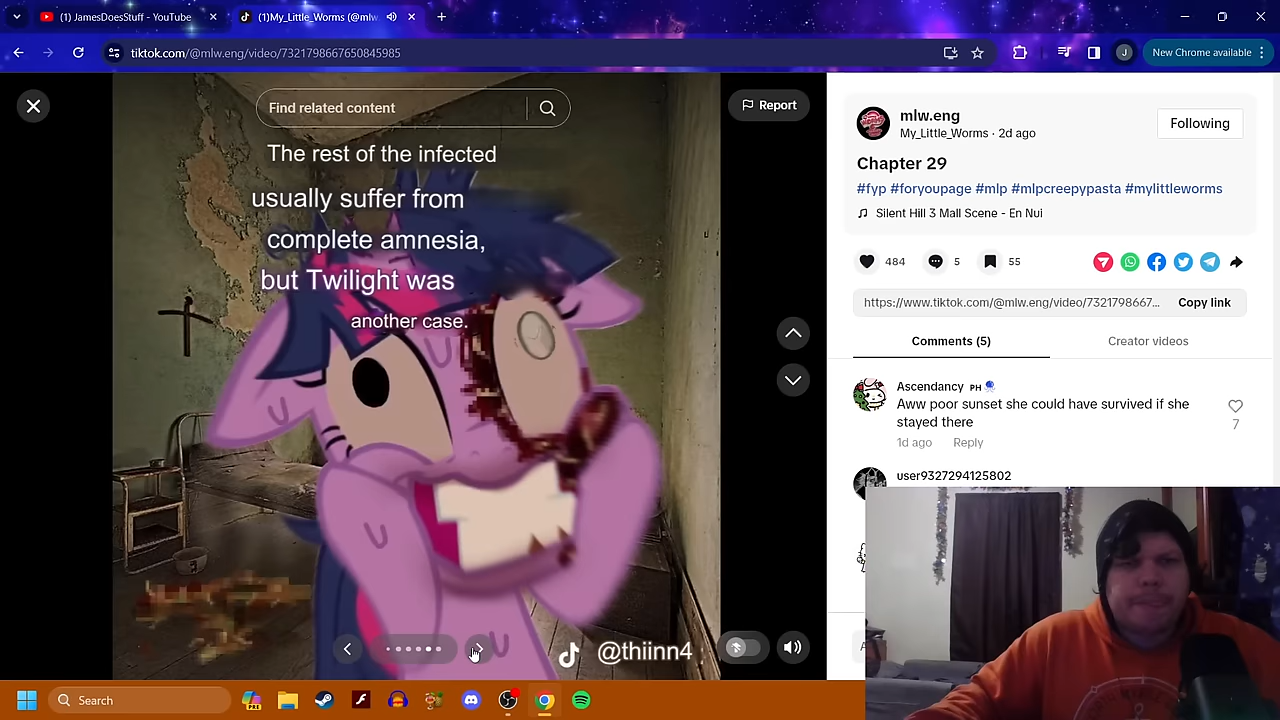 (1) JamesDoesStuff - YouTube
(1)My_Little_Worms (@mlw
tiktok.com/@mlw.eng/video/7321798667650845985
J
New Chrome available
Find related content
Report
The rest of the infected
usually suffer from
complete amnesia,
but Twilight was
another case.
@thiinn4
mlw.eng
My_Little_Worms · 2d ago
Following
Chapter 29
#fyp #foryoupage #mlp #mlpcreepypasta #mylittleworms
Silent Hill 3 Mall Scene - En Nui
484
5
55
https://www.tiktok.com/@mlw.eng/video/7321798667...
Copy link
Comments (5)
Creator videos
Ascendancy PH
Aww poor sunset she could have survived if she
stayed there
7
1d ago Reply
user9327294125802
Search
PRE